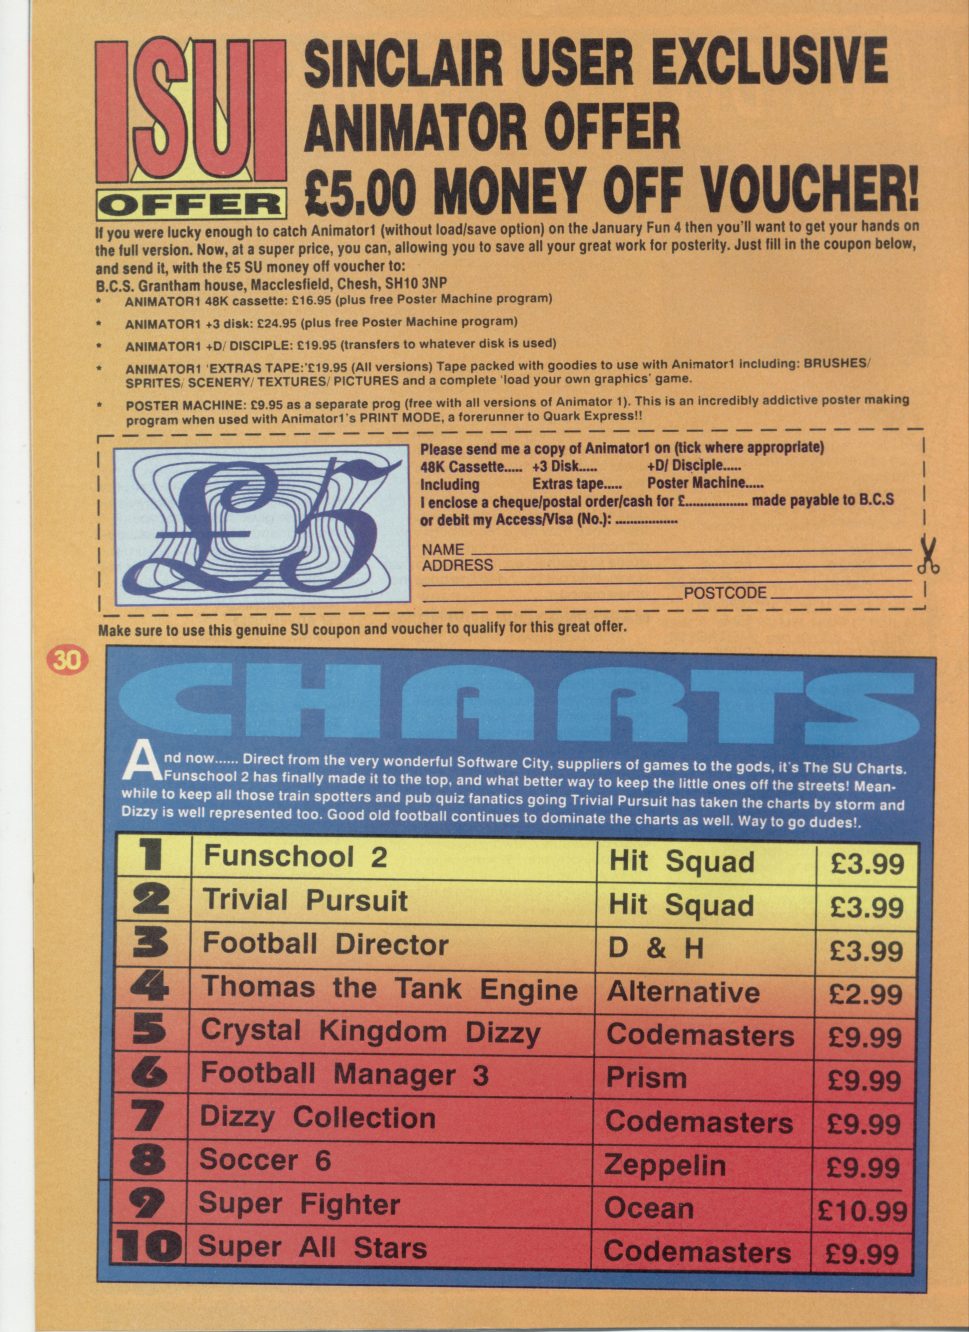 ISUI
OFFER
SINCLAIR USER EXCLUSIVE
ANIMATOR OFFER
£5.00 MONEY OFF VOUCHER!
If you were lucky enough to catch Animator1 (without load/save option) on the January Fun 4 then you'll want to get your hands on
the full version. Now, at a super price, you can, allowing you to save all your great work for posterity. Just fill in the coupon below,
and send it, with the £5 SU money off voucher to:
B.C.S. Grantham house, Macclesfield, Chesh, SH10 3NP
* ANIMATOR1 48K cassette: £16.95 (plus free Poster Machine program)
* ANIMATOR1 +3 disk: £24.95 (plus free Poster Machine program)
* ANIMATOR1 +D/ DISCIPLE: £19.95 (transfers to whatever disk is used)
* ANIMATOR1 'EXTRAS TAPE:'£19.95 (All versions) Tape packed with goodies to use with Animator1 including: BRUSHES/
SPRITES/ SCENERY/ TEXTURES/ PICTURES and a complete 'load your own graphics' game.
* POSTER MACHINE: £9.95 as a separate prog (free with all versions of Animator 1). This is an incredibly addictive poster making
program when used with Animator1's PRINT MODE, a forerunner to Quark Express!!
£5
Please send me a copy of Animator1 on (tick where appropriate)
48K Cassette..... +3 Disk..... +D/ Disciple.....
Including Extras tape..... Poster Machine.....
I enclose a cheque/postal order/cash for £.................. made payable to B.C.S
or debit my Access/Visa (No.): ..................
NAME
ADDRESS
POSTCODE
Make sure to use this genuine SU coupon and voucher to qualify for this great offer.
30
CHARTS
And now...... Direct from the very wonderful Software City, suppliers of games to the gods, it's The SU Charts.
Funschool 2 has finally made it to the top, and what better way to keep the little ones off the streets! Mean-
while to keep all those train spotters and pub quiz fanatics going Trivial Pursuit has taken the charts by storm and
Dizzy is well represented too. Good old football continues to dominate the charts as well. Way to go dudes!.
1 Funschool 2 Hit Squad £3.99
2 Trivial Pursuit Hit Squad £3.99
3 Football Director D & H £3.99
4 Thomas the Tank Engine Alternative £2.99
5 Crystal Kingdom Dizzy Codemasters £9.99
6 Football Manager 3 Prism £9.99
7 Dizzy Collection Codemasters £9.99
8 Soccer 6 Zeppelin £9.99
9 Super Fighter Ocean £10.99
10 Super All Stars Codemasters £9.99